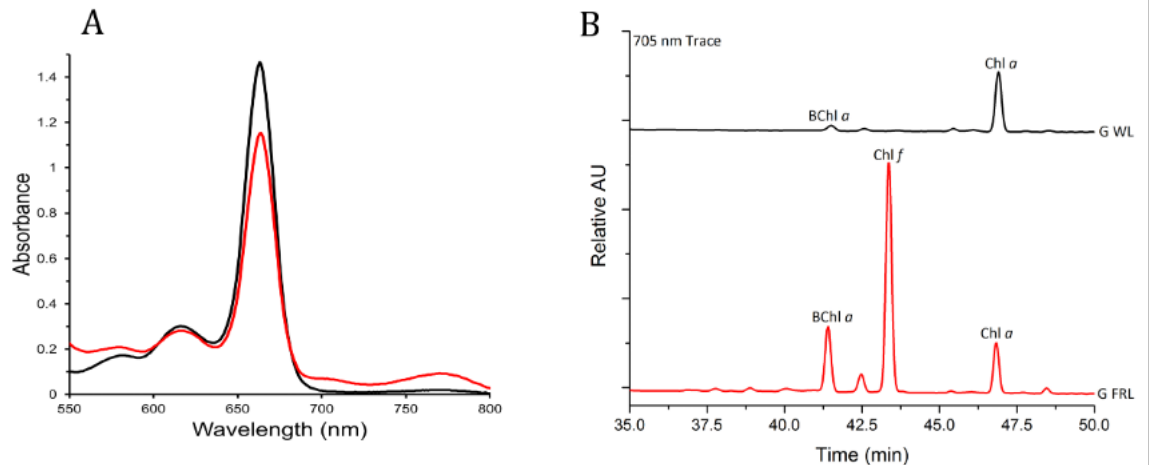 A
B
1.4
1.2
1
0.8
0.6
0.4
0.2
0
Absorbance
550
600
650
700
750
800
Wavelength (nm)
705 nm Trace
Chl a
BChl a
G WL
Chl f
BChl a
Chl a
G FRL
Relative AU
35.0
37.5
40.0
42.5
45.0
47.5
50.0
Time (min)